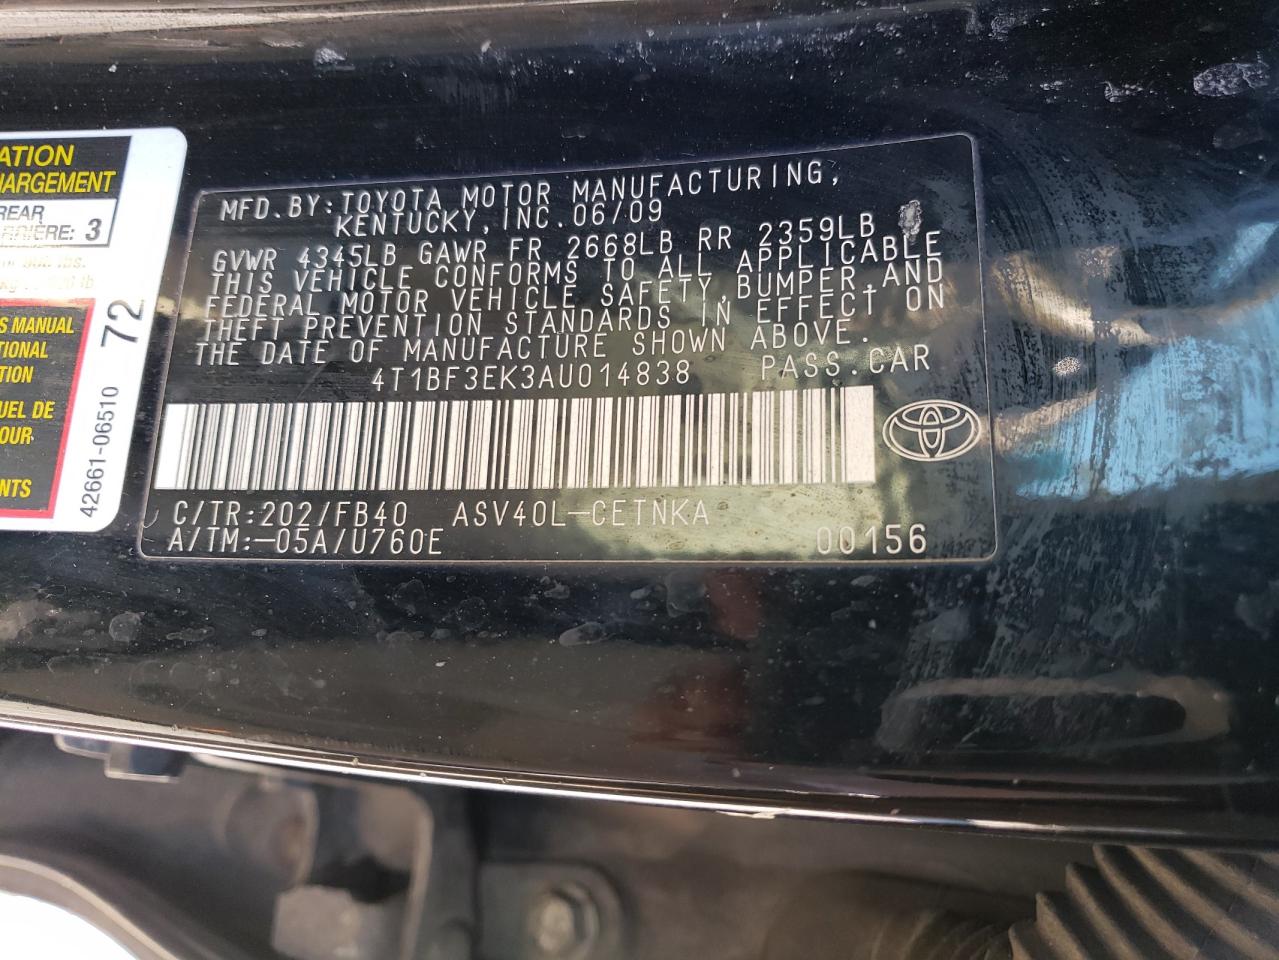 ATION
HARGEMENT
REAR
ARRIÈRE: 3
S MANUAL
TIONAL
UEL DE
OUR
NTS
42661-06510 72
MFD.BY:TOYOTA MOTOR MANUFACTURING,
KENTUCKY,INC.06/09
GVWR 4345LB GAWR FR 2668LB RR 2359LB
THIS VEHICLE CONFORMS TO ALL APPLICABLE
FEDERAL MOTOR VEHICLE SAFETY,BUMPER,AND
THEFT PREVENTION STANDARDS IN EFFECT ON
THE DATE OF MANUFACTURE SHOWN ABOVE.
4T1BF3EK3AU014838 PASS.CAR
C/TR:202/FB40 ASV40L-CETNKA
A/TM:-05A/U760E 00156